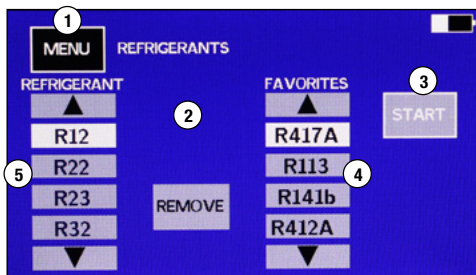 1
MENU REFRIGERANTS
REFRIGERANT FAVORITES
3
2
START
R12 R417A
5 R22 R113 4
R23 R141b
REMOVE
R32 R412A